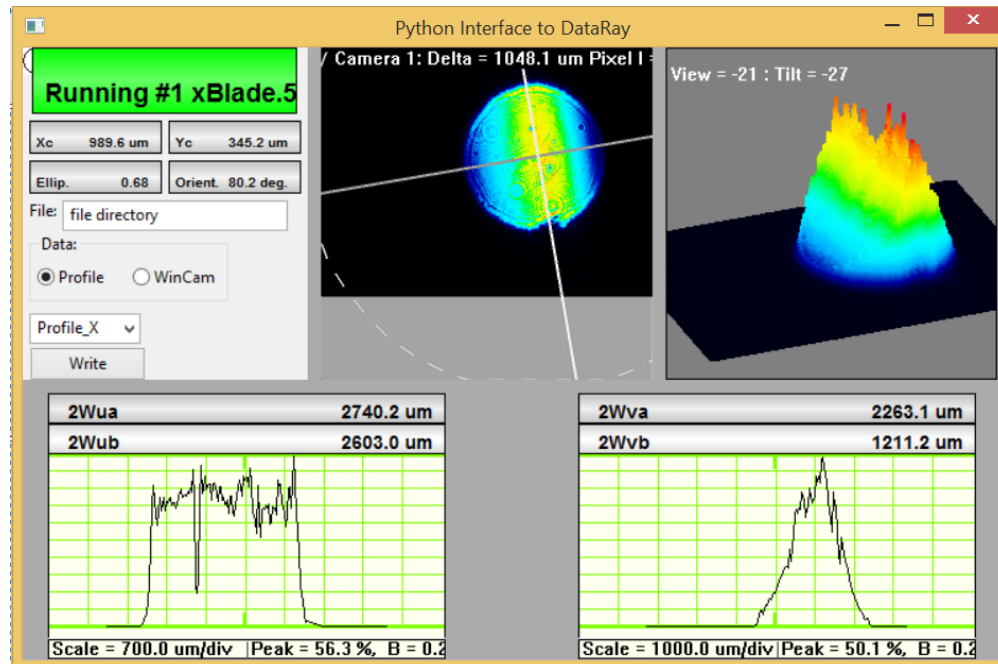 Python Interface to DataRay
Running #1 xBlade.5
Xc 989.6 um
Yc 345.2 um
Ellip. 0.68
Orient. 80.2 deg.
File: file directory
Data:
Profile
WinCam
Profile_X
Write
/ Camera 1: Delta = 1048.1 um Pixel I =
View = -21 : Tilt = -27
2Wua 2740.2 um
2Wub 2603.0 um
Scale = 700.0 um/div Peak = 56.3 %, B = 0.2
2Wva 2263.1 um
2Wvb 1211.2 um
Scale = 1000.0 um/div Peak = 50.1 %, B = 0.2